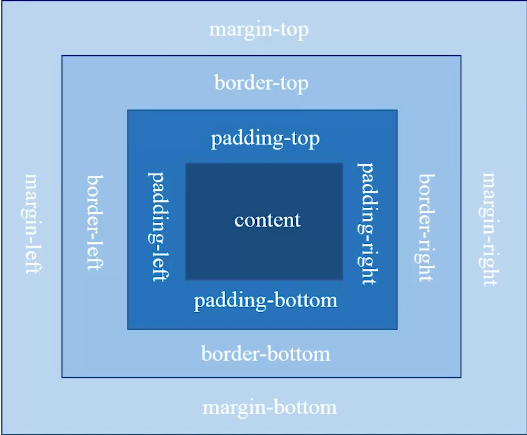 margin-top
border-top
padding-top
margin-left
border-left
padding-left
content
padding-right
border-right
margin-right
padding-bottom
border-bottom
margin-bottom